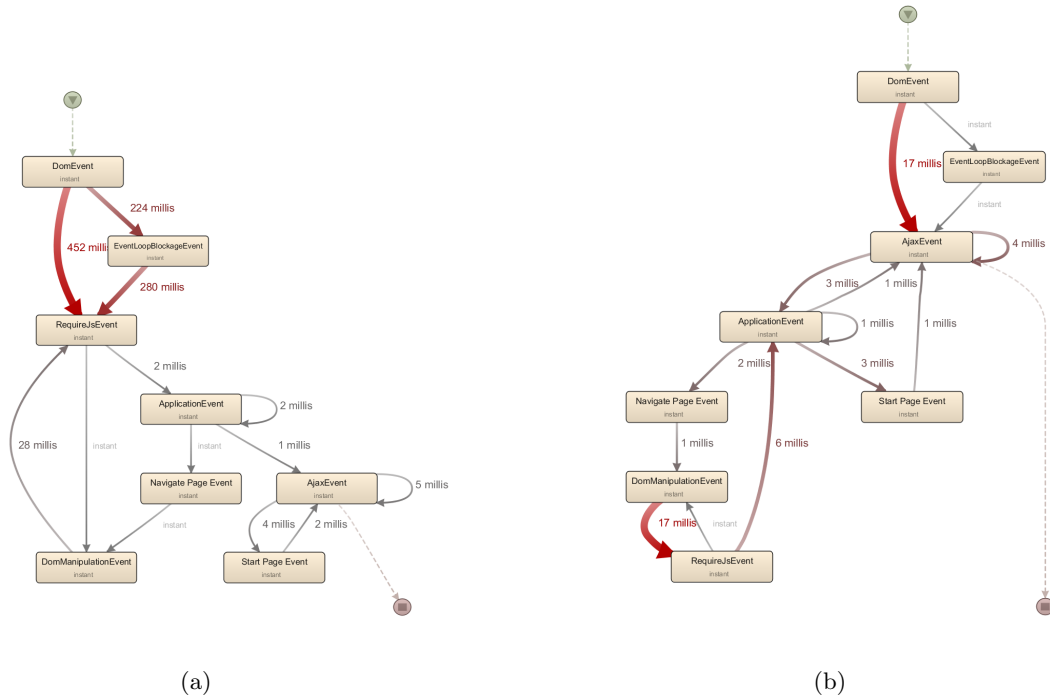 DomEvent
instant
224 millis
452 millis
EventLoopBlockageEvent
instant
280 millis
RequireJsEvent
instant
2 millis
ApplicationEvent
instant
2 millis
28 millis
instant
instant
1 millis
Navigate Page Event
instant
AjaxEvent
instant
5 millis
instant
4 millis
2 millis
DomManipulationEvent
instant
Start Page Event
instant
(a)
DomEvent
instant
instant
17 millis
EventLoopBlockageEvent
instant
instant
AjaxEvent
instant
4 millis
3 millis
1 millis
ApplicationEvent
instant
1 millis
1 millis
2 millis
3 millis
Navigate Page Event
instant
Start Page Event
instant
1 millis
6 millis
DomManipulationEvent
instant
17 millis
instant
RequireJsEvent
instant
(b)